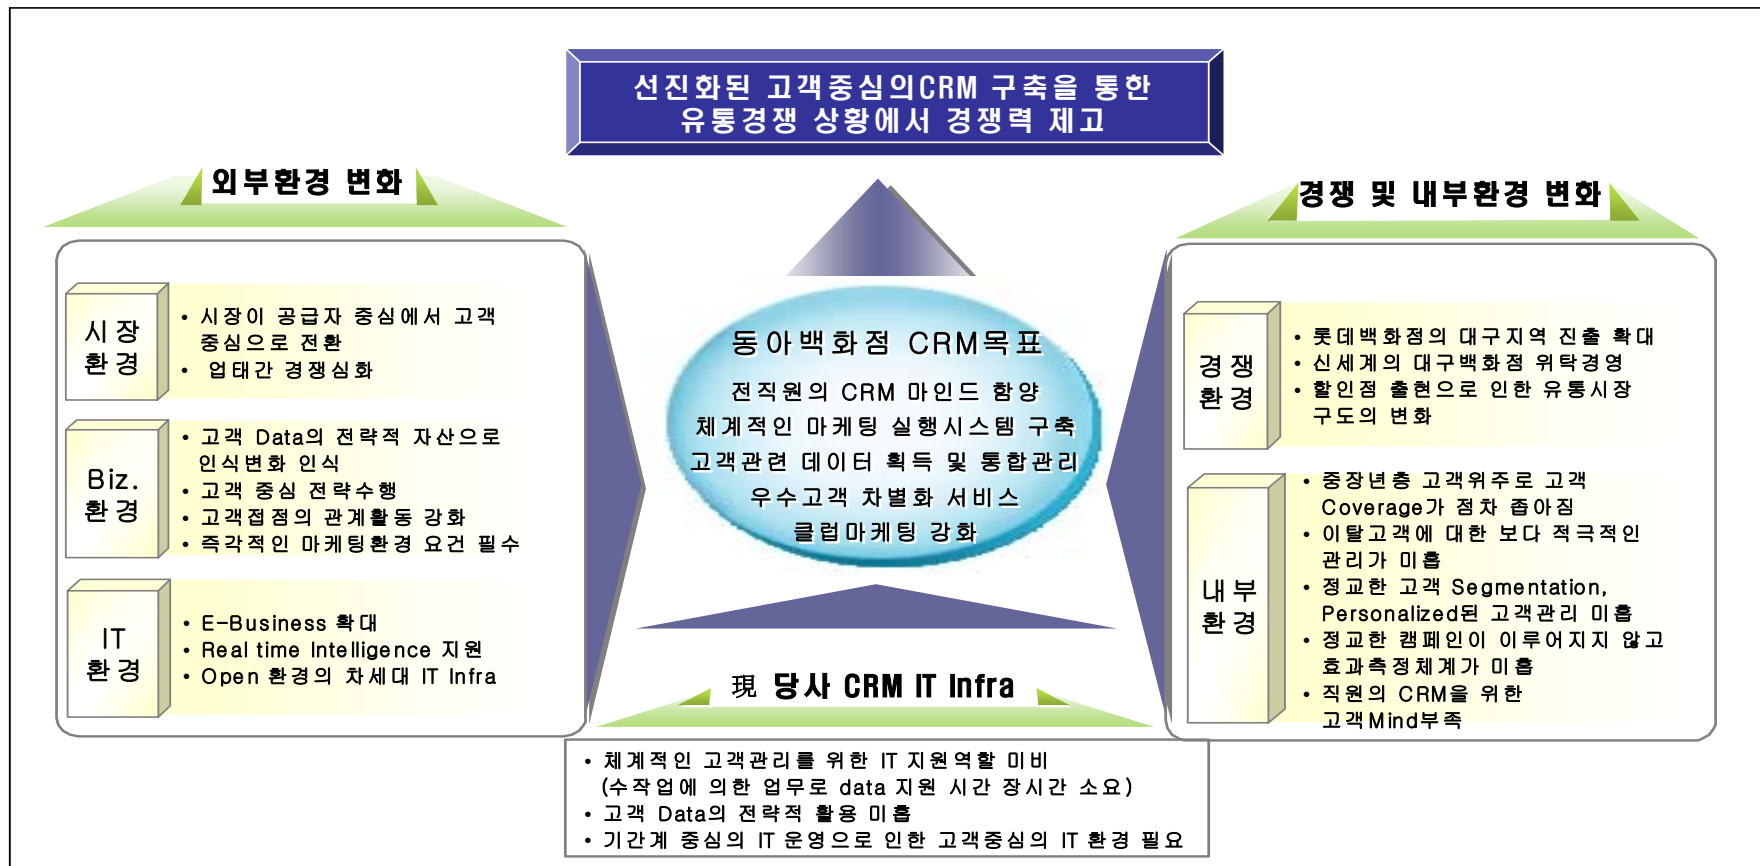 선진화된 고객중심의CRM 구축을 통한
유통경쟁 상황에서 경쟁력 제고
외부환경 변화
시장
환경
• 시장이 공급자 중심에서 고객
중심으로 전환
• 업태간 경쟁심화
Biz.
환경
• 고객 Data의 전략적 자산으로
인식변화 인식
• 고객 중심 전략수행
• 고객접점의 관계활동 강화
• 즉각적인 마케팅환경 요건 필수
IT
환경
• E-Business 확대
• Real time Intelligence 지원
• Open 환경의 차세대 IT Infra
동아백화점 CRM목표
전직원의 CRM 마인드 함양
체계적인 마케팅 실행시스템 구축
고객관련 데이터 획득 및 통합관리
우수고객 차별화 서비스
클럽마케팅 강화
現 당사 CRM IT Infra
• 체계적인 고객관리를 위한 IT 지원역할 미비
(수작업에 의한 업무로 data 지원 시간 장시간 소요)
• 고객 Data의 전략적 활용 미흡
• 기간계 중심의 IT 운영으로 인한 고객중심의 IT 환경 필요
경쟁 및 내부환경 변화
경쟁
환경
• 롯데백화점의 대구지역 진출 확대
• 신세계의 대구백화점 위탁경영
• 할인점 출현으로 인한 유통시장
구도의 변화
내부
환경
• 중장년층 고객위주로 고객
Coverage가 점차 좁아짐
• 이탈고객에 대한 보다 적극적인
관리가 미흡
• 정교한 고객 Segmentation,
Personalized된 고객관리 미흡
• 정교한 캠페인이 이루어지지 않고
효과측정체계가 미흡
• 직원의 CRM을 위한
고객Mind부족